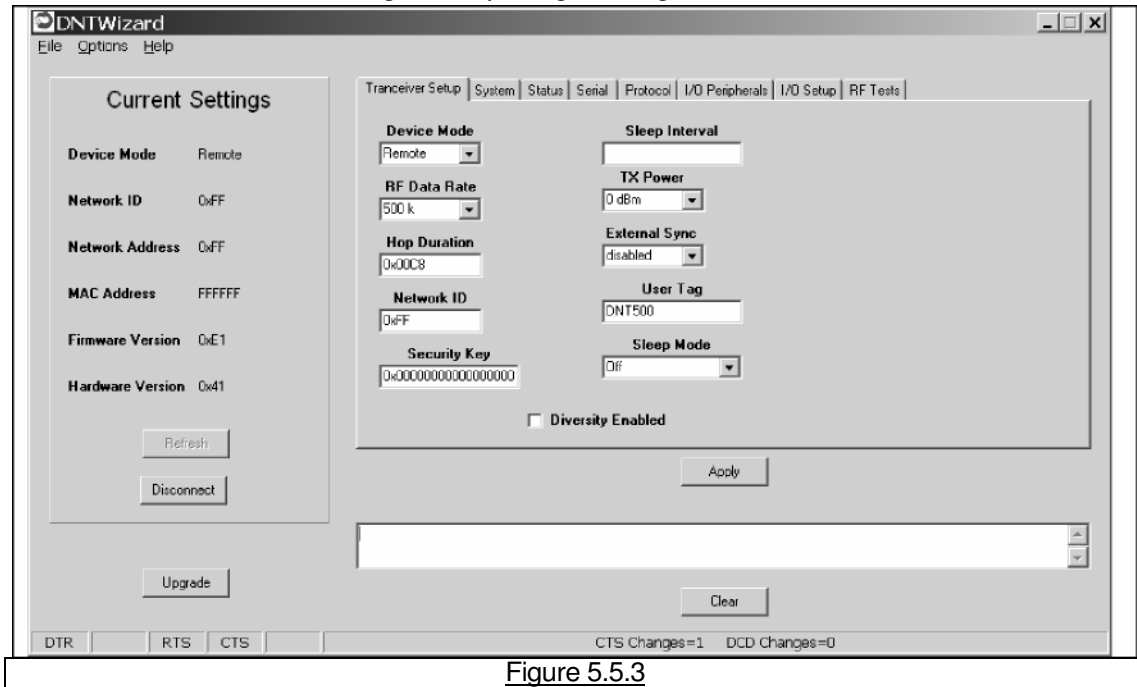 DNTWizard
File Options Help
Current Settings
Device Mode Remote
Network ID 0xFF
Network Address 0xFF
MAC Address FFFFFF
Firmware Version 0xE1
Hardware Version 0x41
Refresh
Disconnect
Upgrade
Tranceiver Setup System Status Serial Protocol I/O Peripherals I/O Setup RF Tests
Device Mode
Remote
RF Data Rate
500 k
Hop Duration
0x00C8
Network ID
0xFF
Security Key
0x0000000000000000
Sleep Interval
TX Power
0 dBm
External Sync
disabled
User Tag
DNT500
Sleep Mode
Off
Diversity Enabled
Apply
Clear
DTR RTS CTS CTS Changes=1 DCD Changes=0
Figure 5.5.3